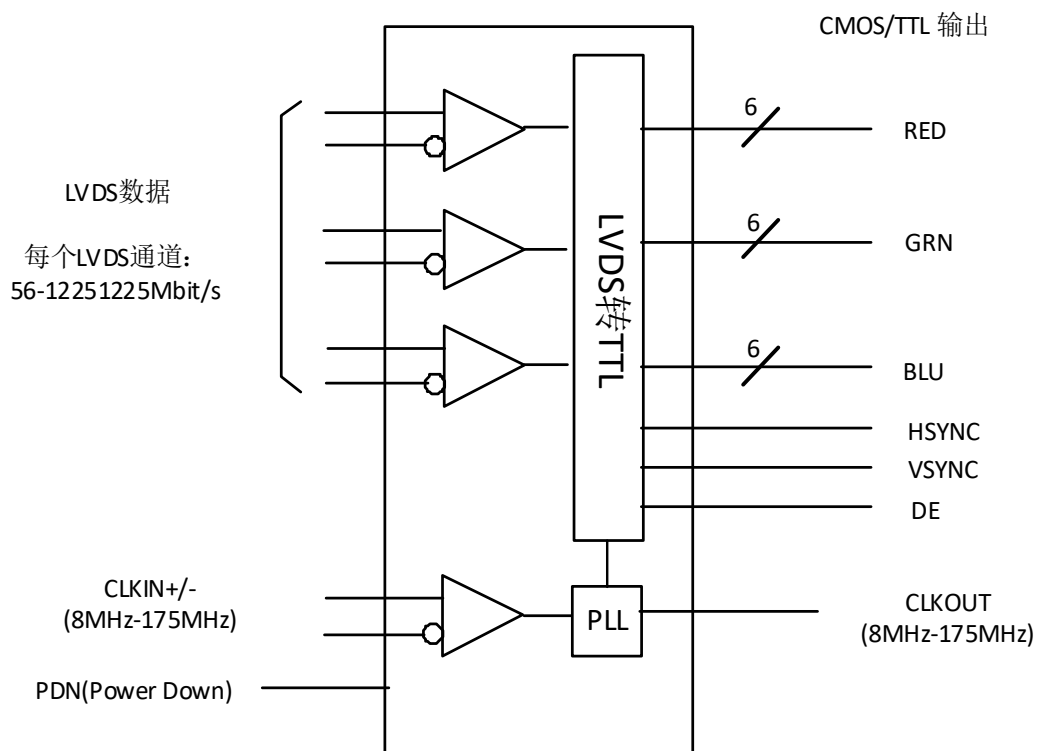 CMOS/TTL 输出
LVDS数据
每个LVDS通道：
56-12251225Mbit/s
LVDS转TTL
6
RED
6
GRN
6
BLU
HSYNC
VSYNC
DE
CLKIN+/-
(8MHz-175MHz)
PLL
CLKOUT
(8MHz-175MHz)
PDN(Power Down)